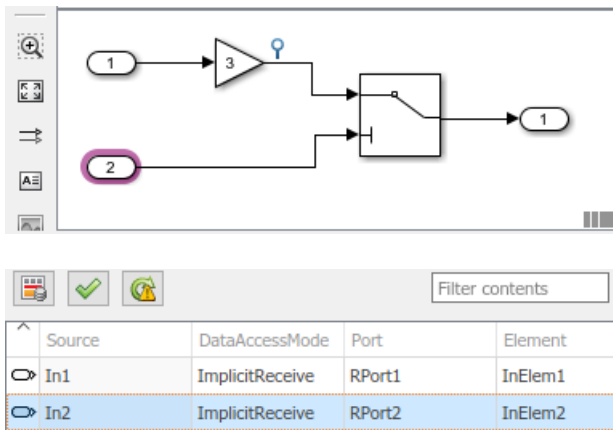 1
3
2
1
A
Filter contents
Source DataAccessMode Port Element
In1 ImplicitReceive RPort1 InElem1
In2 ImplicitReceive RPort2 InElem2